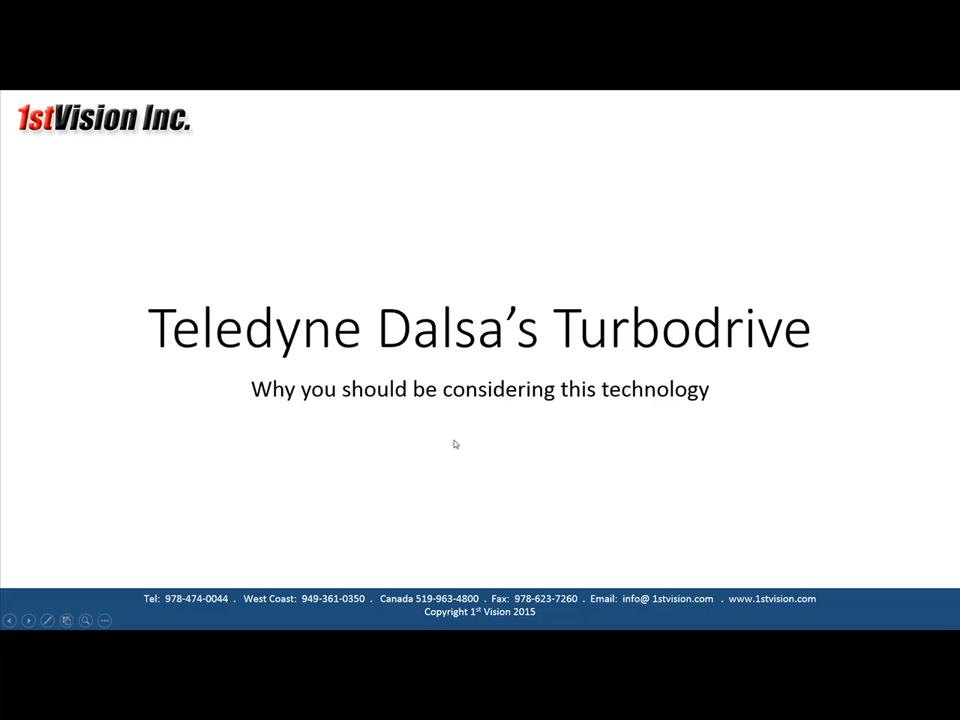 1stVision Inc.
Teledyne Dalsa's Turbodrive
Why you should be considering this technology
Tel: 978-474-0044 . West Coast: 949-361-0350 . Canada 519-963-4800 . Fax: 978-623-7260 . Email: info@ 1stvision.com . www.1stvision.com
Copyright 1st Vision 2015